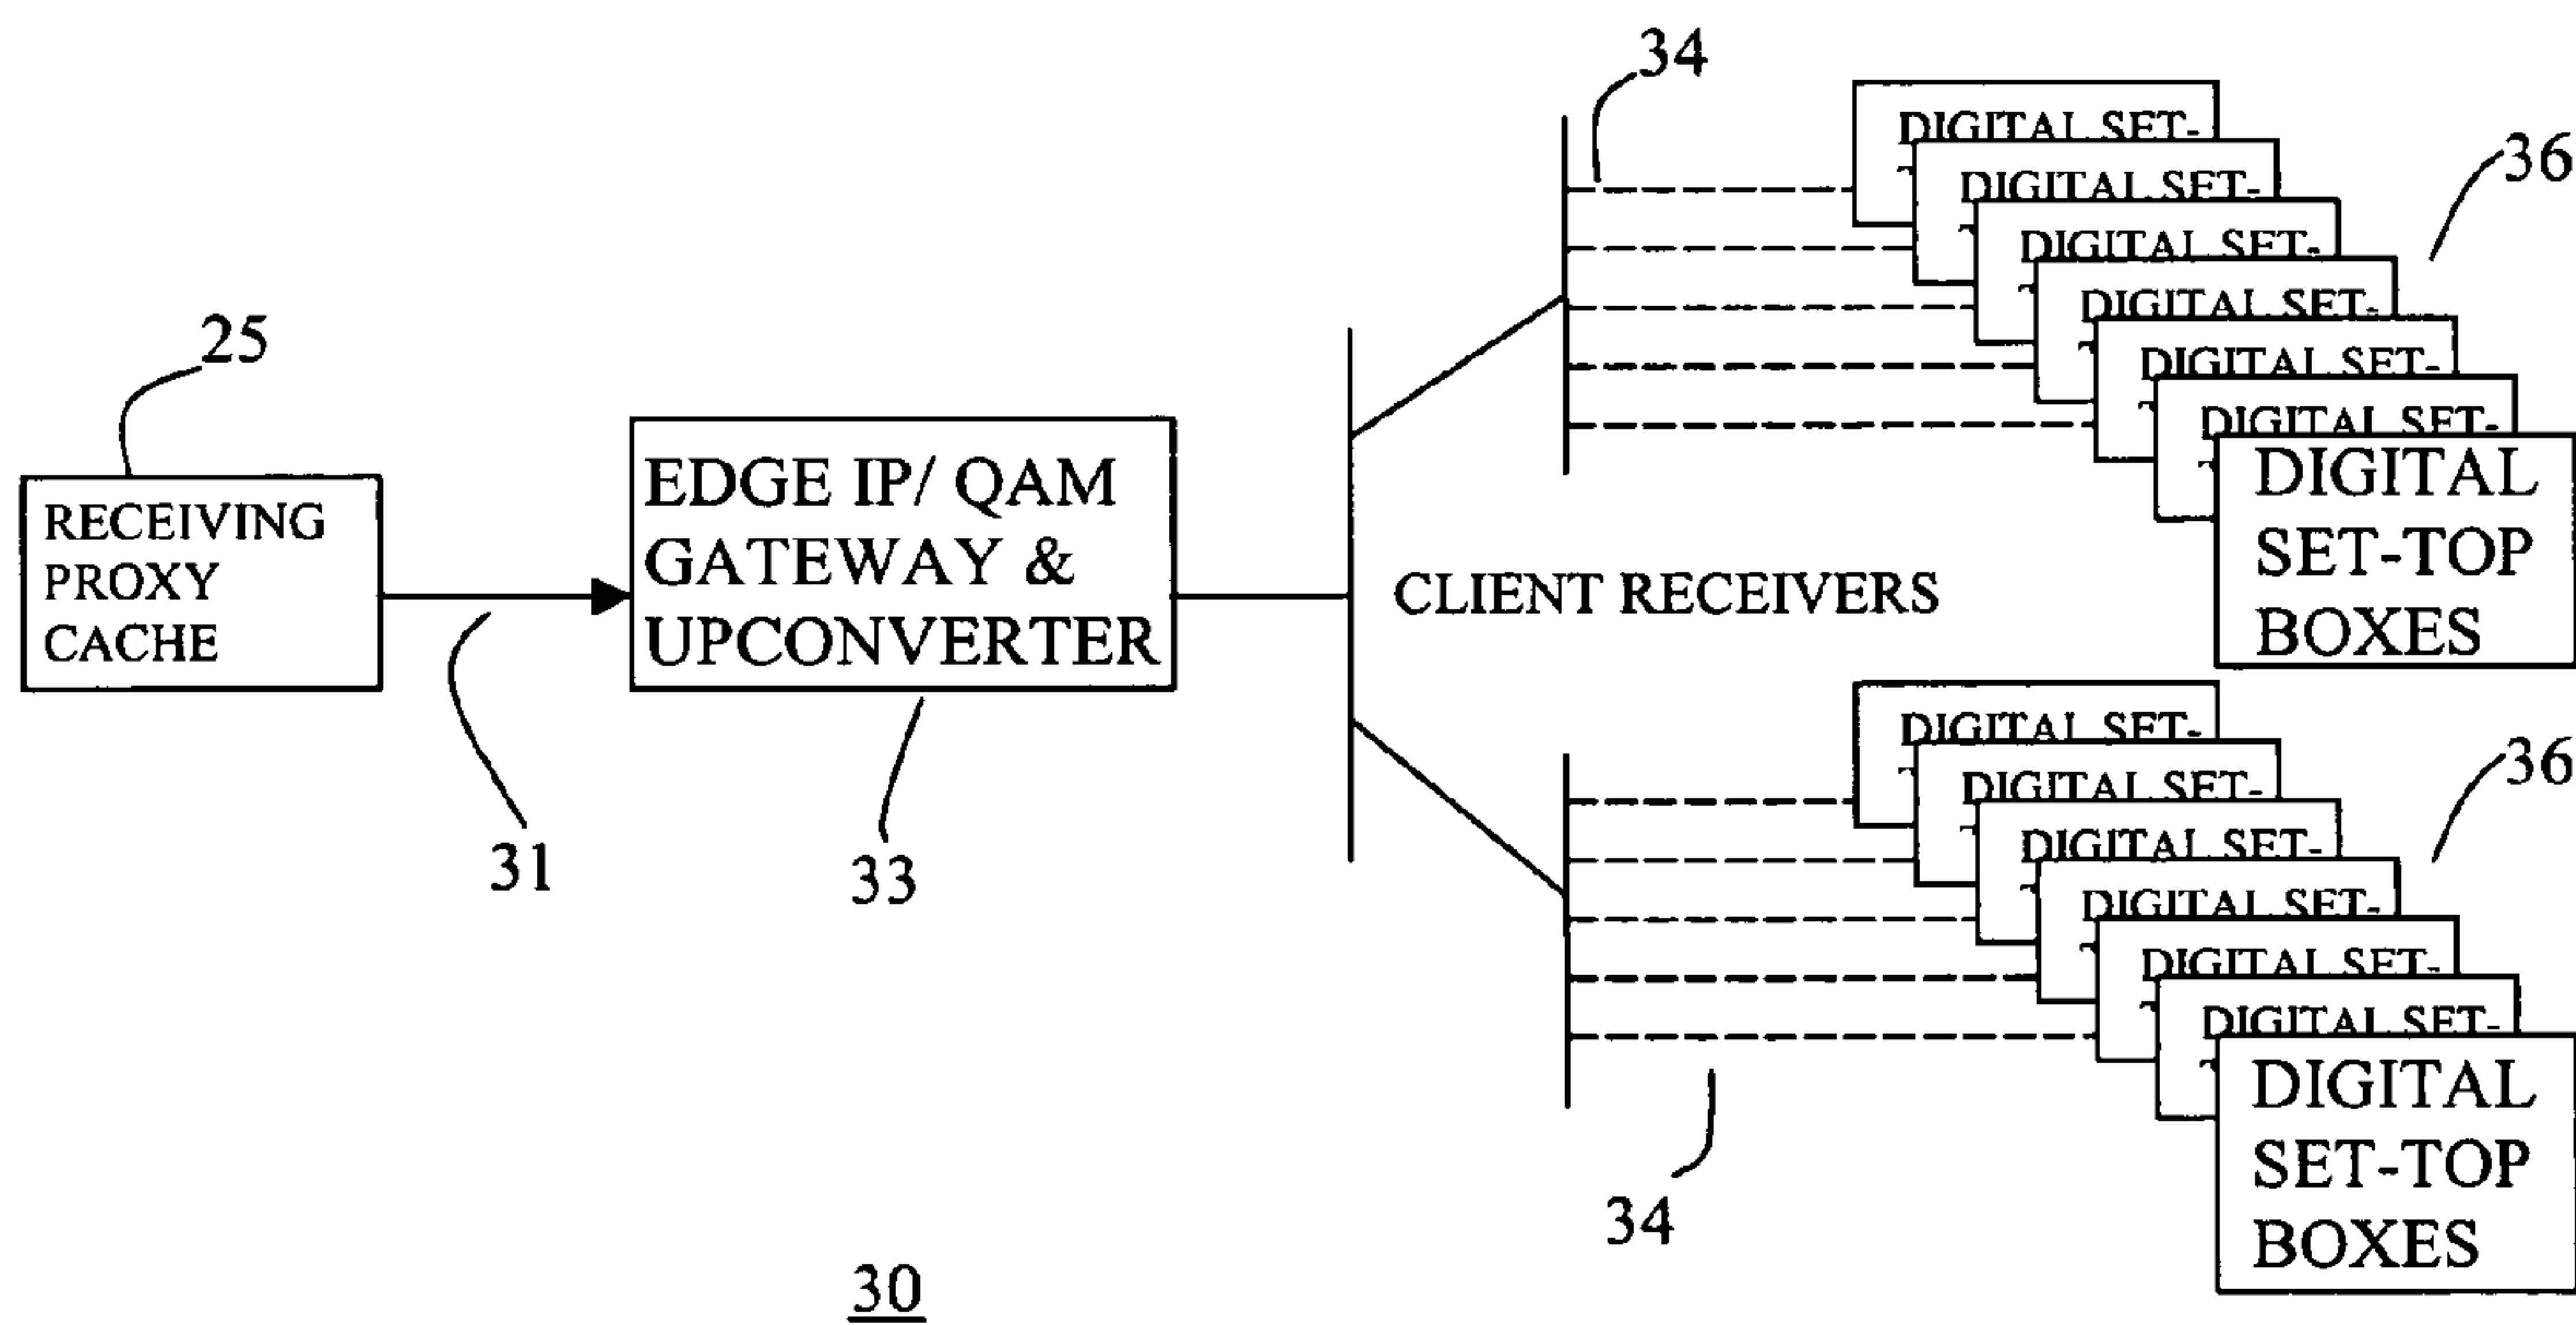 34
DIGITAL SET-
DIGITAL SET-
36
DIGITAL SET-
DIGITAL SET-
DIGITAL SET-
DIGITAL SET-
DIGITAL
SET-TOP
BOXES
25
RECEIVING
PROXY
CACHE
EDGE IP/ QAM
GATEWAY &
UPCONVERTER
CLIENT RECEIVERS
31
33
DIGITAL SET-
DIGITAL SET-
36
DIGITAL SET-
DIGITAL SET-
DIGITAL SET-
DIGITAL SET-
DIGITAL
SET-TOP
BOXES
34
30